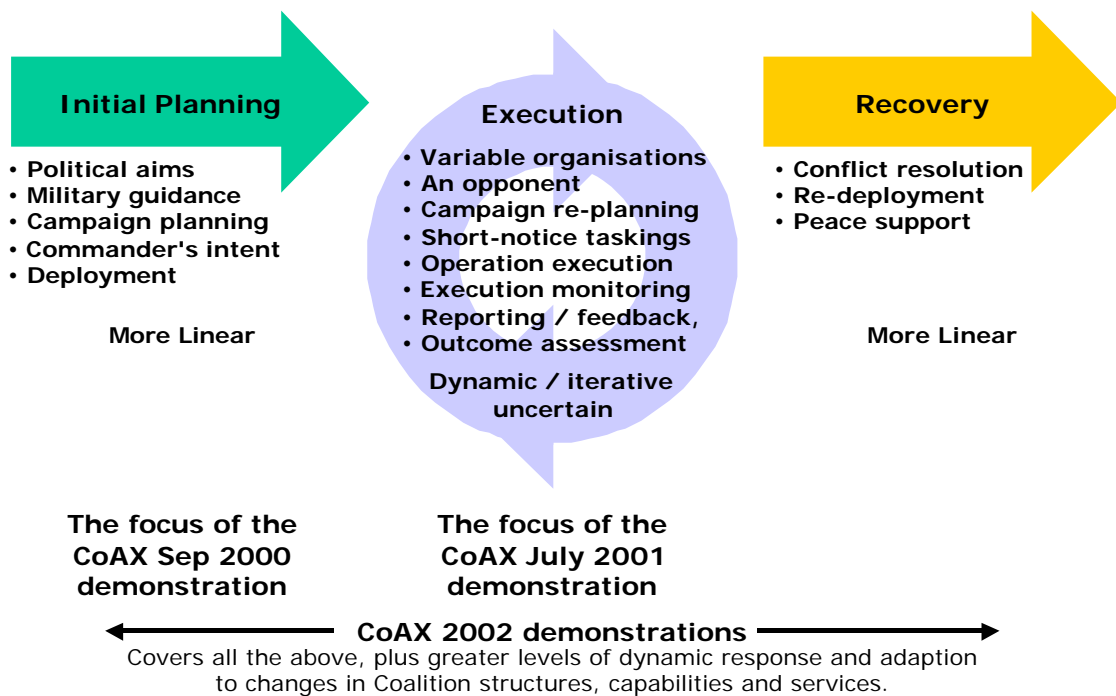 Initial Planning
• Political aims
• Military guidance
• Campaign planning
• Commander's intent
• Deployment
More Linear
Execution
• Variable organisations
• An opponent
• Campaign re-planning
• Short-notice taskings
• Operation execution
• Execution monitoring
• Reporting / feedback,
• Outcome assessment
Dynamic / iterative
uncertain
Recovery
• Conflict resolution
• Re-deployment
• Peace support
More Linear
The focus of the
CoAX Sep 2000
demonstration
The focus of the
CoAX July 2001
demonstration
CoAX 2002 demonstrations
Covers all the above, plus greater levels of dynamic response and adaption
to changes in Coalition structures, capabilities and services.